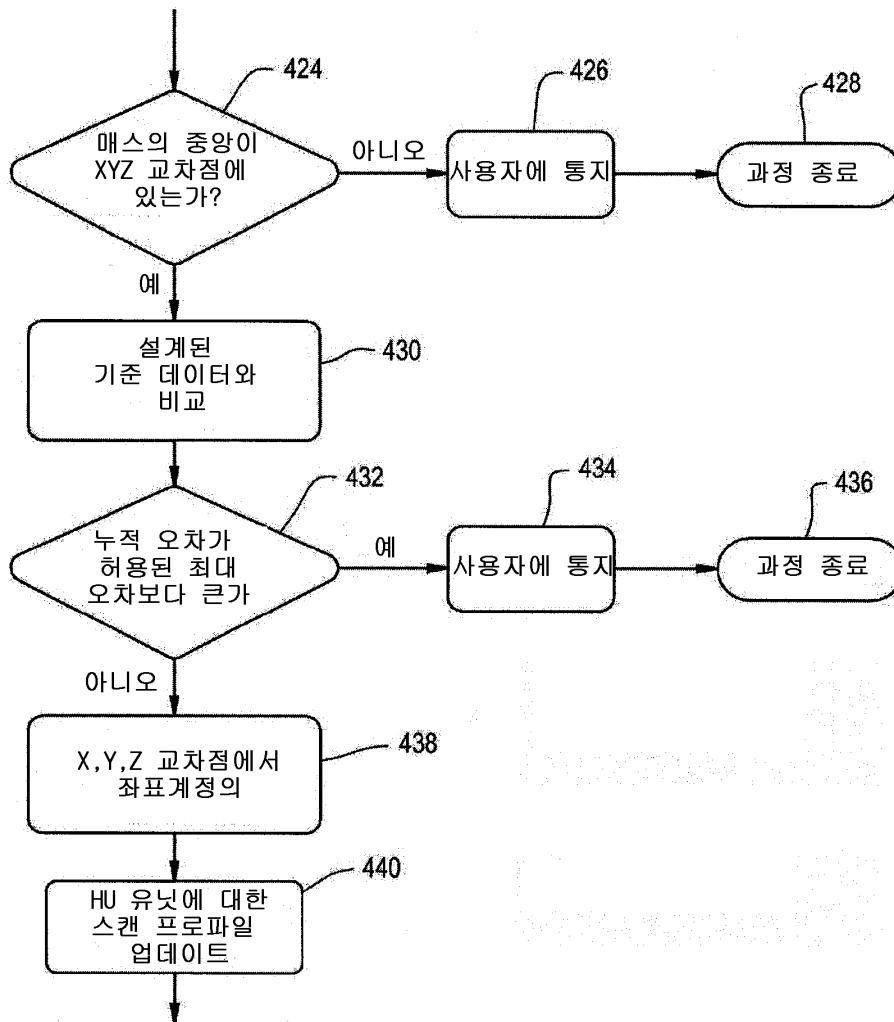 424
매스의 중앙이
XYZ 교차점에
있는가?
아니오
426
사용자에 통지
428
과정 종료
예
설계된
기준 데이터와
비교
430
432
누적 오차가
허용된 최대
오차보다 큰가
예
434
사용자에 통지
436
과정 종료
아니오
X,Y,Z 교차점에서
좌표계정의
438
440
HU 유닛에 대한
스캔 프로파일
업데이트